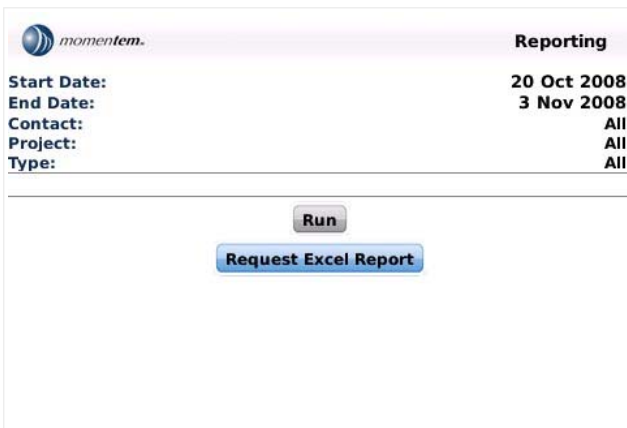 momentem. Reporting
Start Date: 20 Oct 2008
End Date: 3 Nov 2008
Contact: All
Project: All
Type: All
Run
Request Excel Report